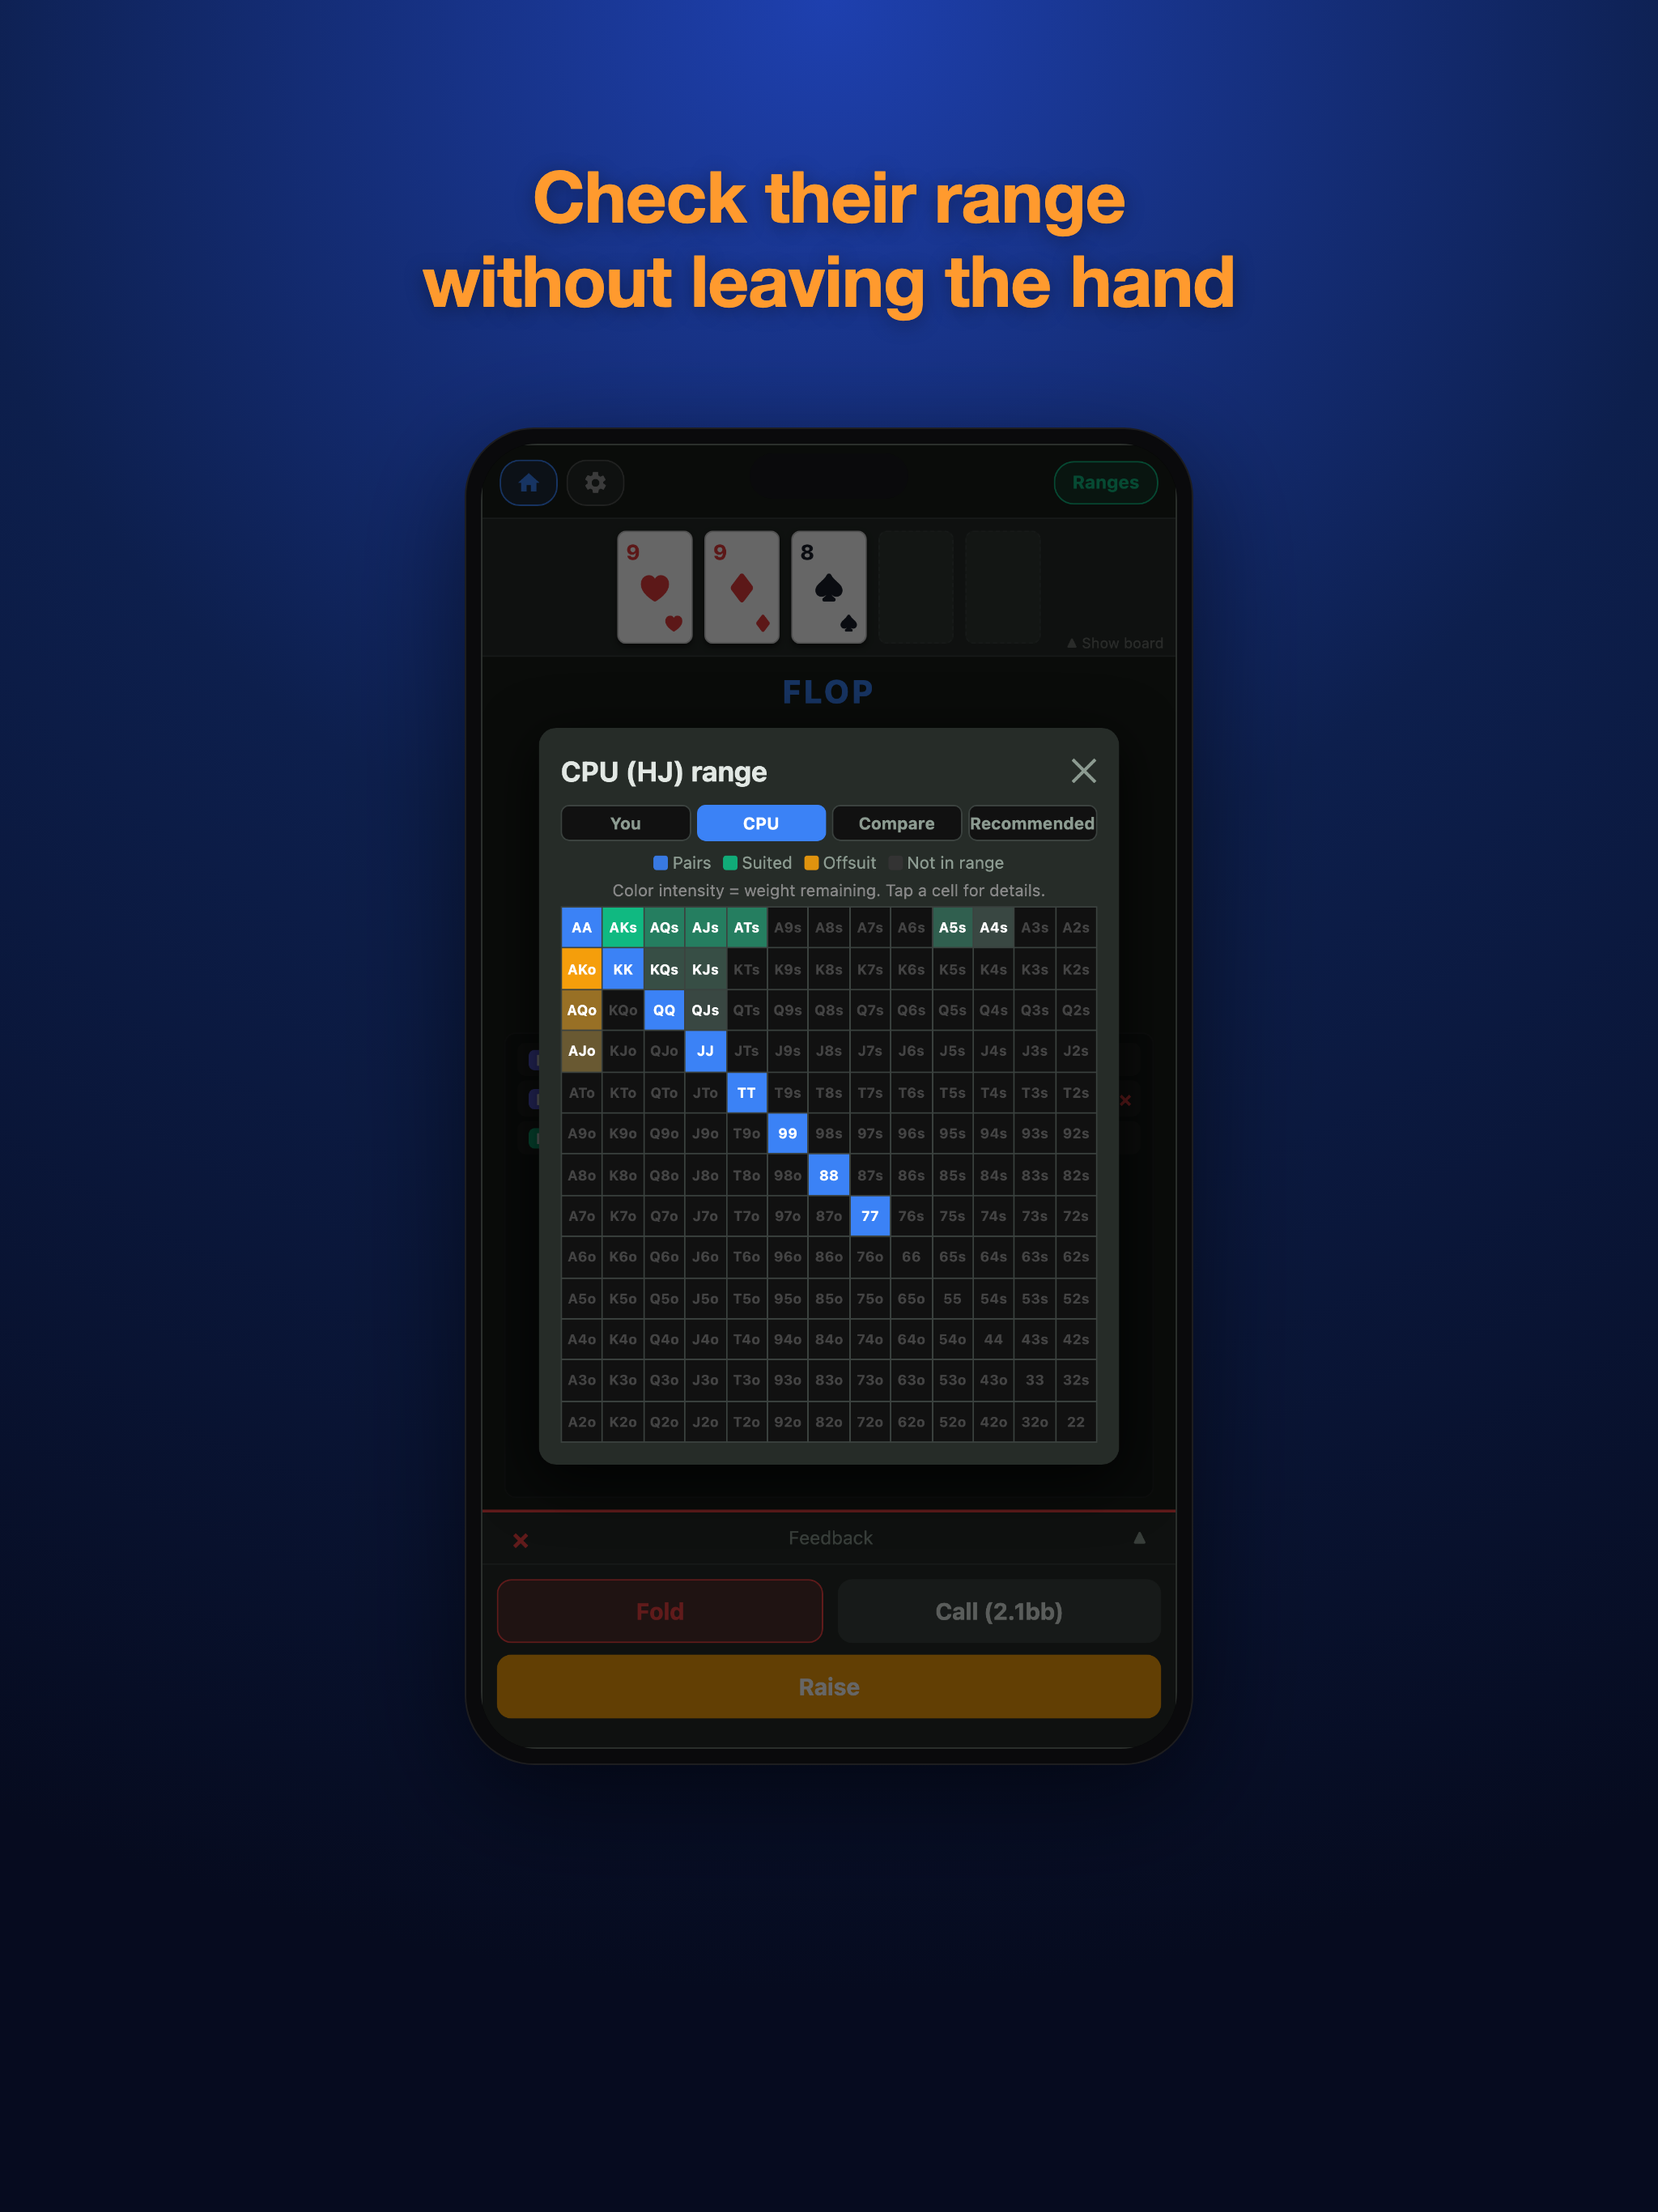 Check their range
without leaving the hand
Ranges
9 9 8
▲ Show board
FLOP
CPU (HJ) range
You CPU Compare Recommended
Pairs Suited Offsuit Not in range
Color intensity = weight remaining. Tap a cell for details.
AA AKs AQs AJs ATs A9s A8s A7s A6s A5s A4s A3s A2s
AKo KK KQs KJs KTs K9s K8s K7s K6s K5s K4s K3s K2s
AQo KQo QQ QJs QTs Q9s Q8s Q7s Q6s Q5s Q4s Q3s Q2s
AJo KJo QJo JJ JTs J9s J8s J7s J6s J5s J4s J3s J2s
ATo KTo QTo JTo TT T9s T8s T7s T6s T5s T4s T3s T2s
A9o K9o Q9o J9o T9o 99 98s 97s 96s 95s 94s 93s 92s
A8o K8o Q8o J8o T8o 98o 88 87s 86s 85s 84s 83s 82s
A7o K7o Q7o J7o T7o 97o 87o 77 76s 75s 74s 73s 72s
A6o K6o Q6o J6o T6o 96o 86o 76o 66 65s 64s 63s 62s
A5o K5o Q5o J5o T5o 95o 85o 75o 65o 55 54s 53s 52s
A4o K4o Q4o J4o T4o 94o 84o 74o 64o 54o 44 43s 42s
A3o K3o Q3o J3o T3o 93o 83o 73o 63o 53o 43o 33 32s
A2o K2o Q2o J2o T2o 92o 82o 72o 62o 52o 42o 32o 22
Feedback
Fold Call (2.1bb)
Raise